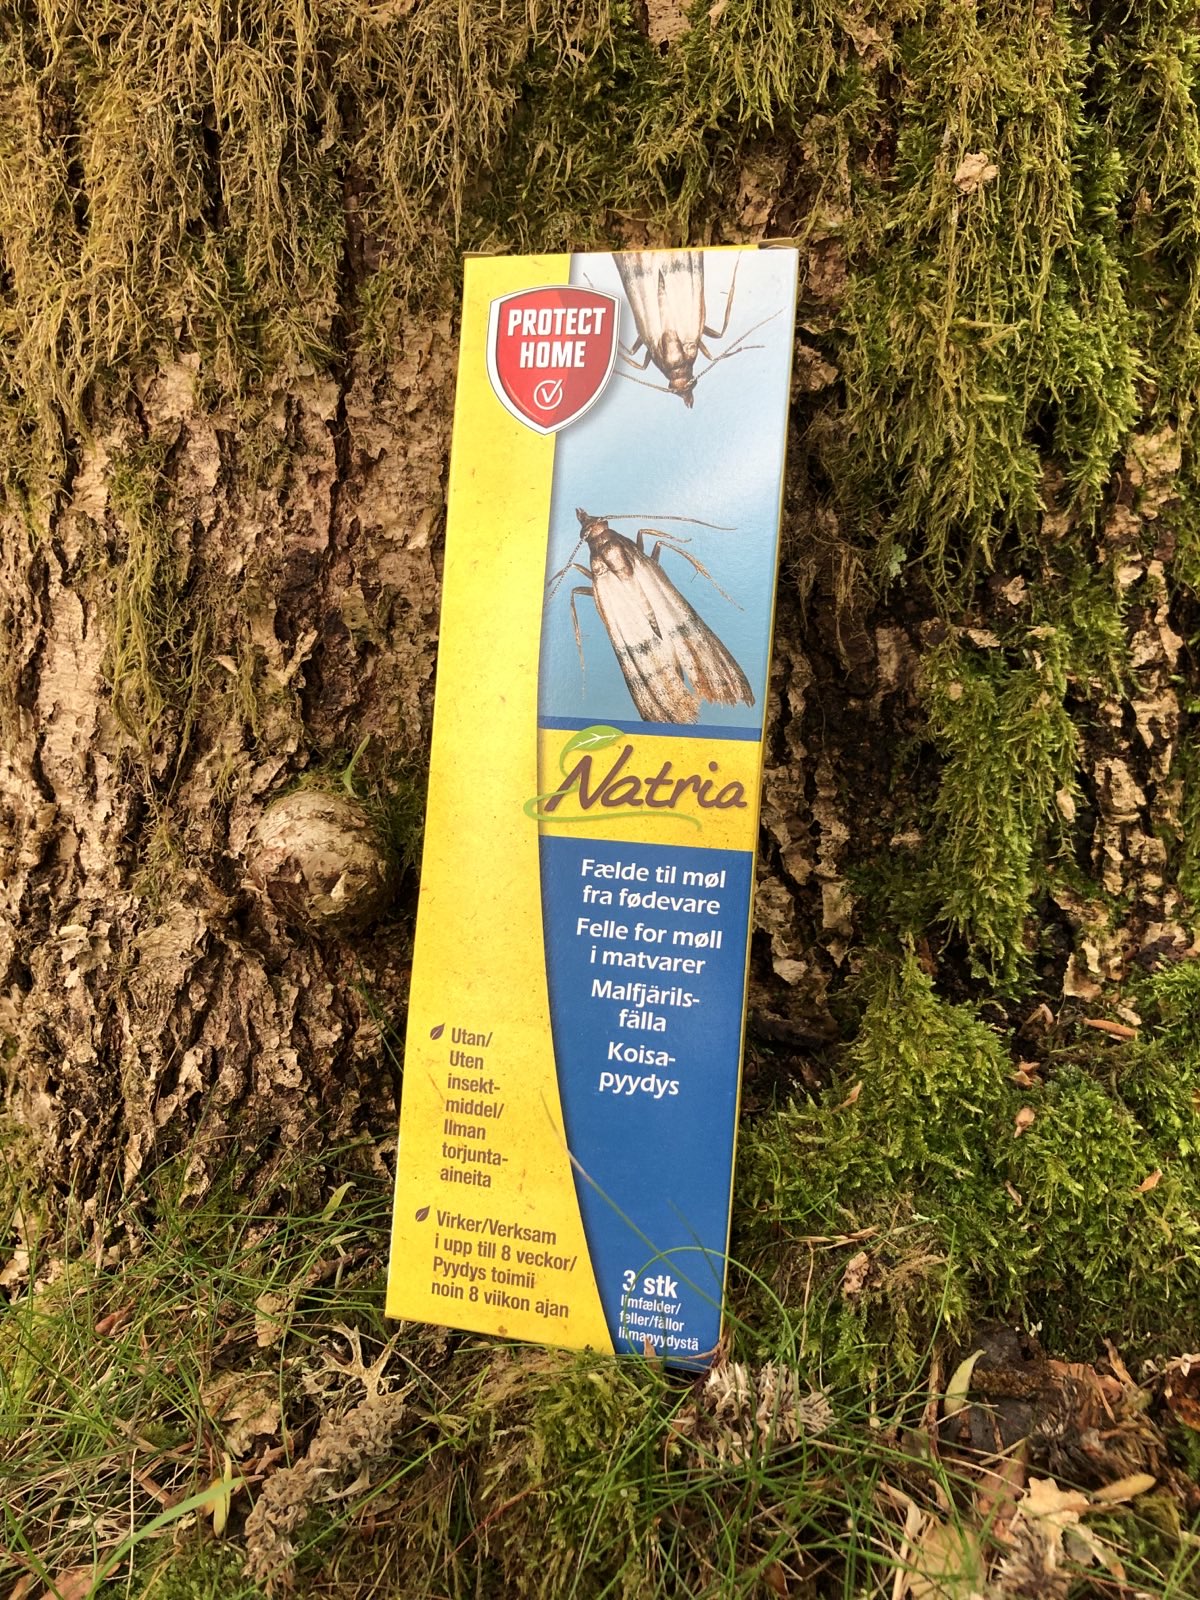 PROTECT
HOME
Natria
Fælde til møl
fra fødevare
Felle for møll
i matvarer
Malfjärils-
fälla
Koisa-
pyydys
Utan/
Uten
insekt-
middel/
Ilman
torjunta-
aineita
Virker/Verksam
i upp till 8 veckor/
Pyydys toimii
noin 8 viikon ajan
3 stk
limfælder/
feller/fällor
liimapyydystä